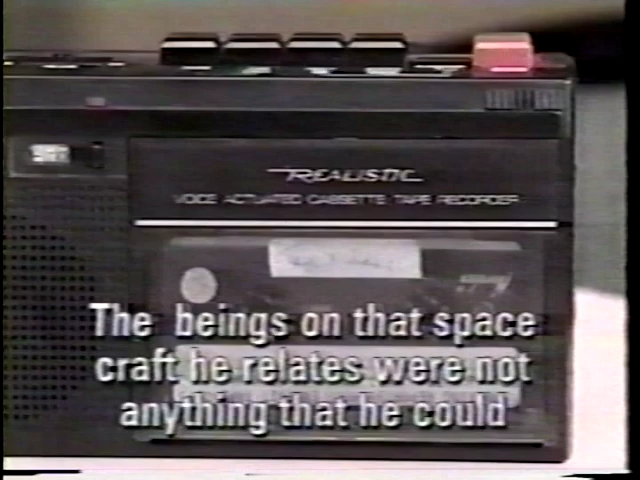 REALISTIC
VOICE ACTUATED CASSETTE TAPE RECORDER
The beings on that space
craft he relates were not
anything that he could